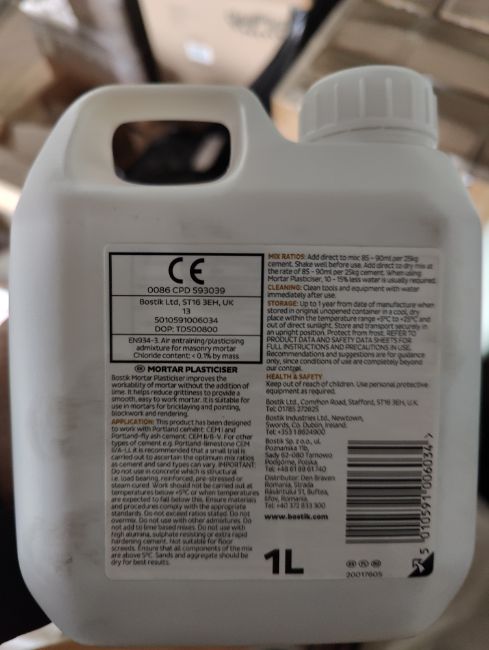 CE
0086 CPD 593039
Bostik Ltd, ST16 3EH, UK
13
5010591006034
DOP: TDS00800
EN934-3. Air entraining/plasticising
admixture for masonry mortar
Chloride content: < 0.1% by mass
GB MORTAR PLASTICISER
Bostik Mortar Plasticiser improves the
workability of mortar without the addition of
lime. It helps reduce grittiness to provide a
smooth, easy to work mortar. It is suitable for
use in mortars for bricklaying and pointing,
blockwork and rendering.
APPLICATION: This product has been designed
to work with Portland cement: CEM I and
Portland-fly ash cement: CEM II/B-V. For other
types of cement e.g. Portland-limestone CEM
II/A-LL it is recommended that a small trial is
carried out to ascertain the optimum mix ratios
as cement and sand types can vary. IMPORTANT:
Do not use in concrete which is structural
i.e. load bearing, reinforced, pre-stressed or
steam cured. Work should not be carried out at
temperatures below +5°C or when temperatures
are expected to fall below this. Ensure materials
and procedures comply with the appropriate
standards. Do not exceed ratios stated. Do not
overmix. Do not use with other admixtures. Do
not add to lime based mixes. Do not use with
high alumina, sulphate resisting or extra rapid
hardening cement. Not suitable for floor
screeds. Ensure that all components of the mix
are above 5°C. Sands and aggregate should be
dry for best results.
MIX RATIOS: Add direct to mix: 85 - 90ml per 25kg
cement. Shake well before use. Add direct to dry mix at
the rate of 85 - 90ml per 25kg cement. When using
Mortar Plasticiser, 10 - 15% less water is usually required.
CLEANING: Clean tools and equipment with water
immediately after use.
STORAGE: Up to 1 year from date of manufacture when
stored in original unopened container in a cool, dry
place within the temperature range +5°C to +25°C and
out of direct sunlight. Store and transport securely in
an upright position. Protect from frost. REFER TO
PRODUCT DATA AND SAFETY DATA SHEETS FOR
FULL INSTRUCTIONS AND PRECAUTIONS IN USE.
Recommendations and suggestions are for guidance
only, since conditions of use are completely beyond
our control.
HEALTH & SAFETY
Keep out of reach of children. Use personal protective
equipment as required.
Bostik Ltd., Common Road, Stafford, ST16 3EH, UK.
Tel: 01785 272625
Bostik Industries Ltd., Newtown,
Swords, Co. Dublin, Ireland.
Tel: +353 1 8624900
Bostik Sp. z o.o., ul.
Poznańska 11b,
Sady 62-080 Tarnowo
Podgórne, Polska
Tel: +48 61 89 61 740
Distribuitor: Den Braven
Romania, Strada
Răsăritului 51, Buftea,
Ilfov, Romania.
Tel: +40 372 833 300
www.bostik.com
1L
20017605
5 010591 006034 >